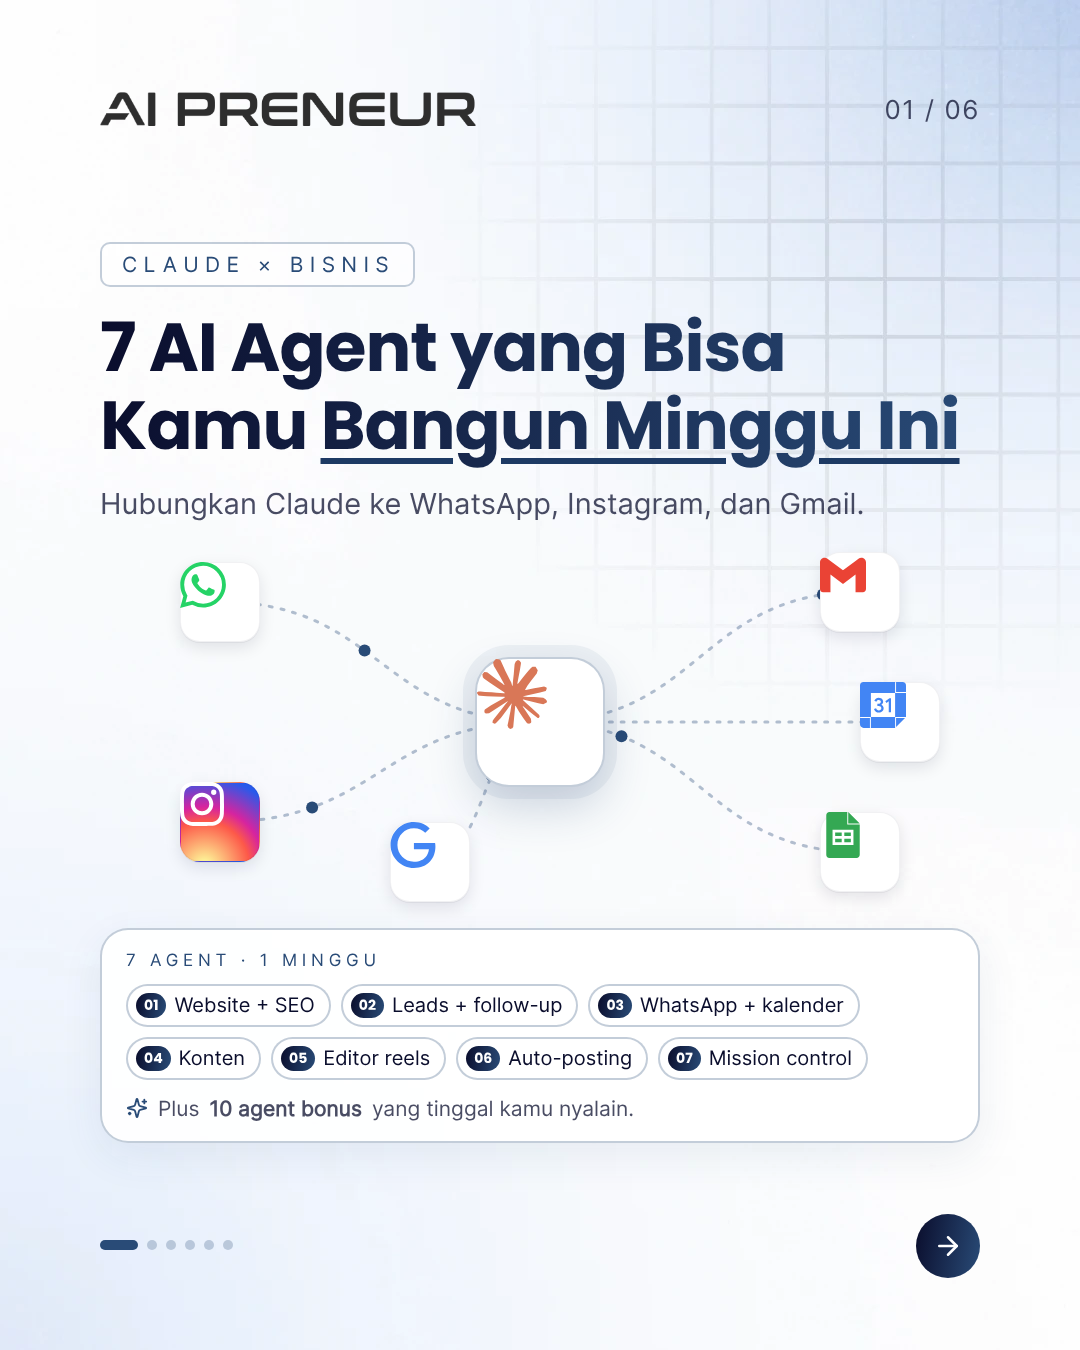 AI PRENEUR
01 / 06
CLAUDE × BISNIS
7 AI Agent yang Bisa
Kamu Bangun Minggu Ini
Hubungkan Claude ke WhatsApp, Instagram, dan Gmail.
31
7 AGENT · 1 MINGGU
01 Website + SEO
02 Leads + follow-up
03 WhatsApp + kalender
04 Konten
05 Editor reels
06 Auto-posting
07 Mission control
Plus 10 agent bonus yang tinggal kamu nyalain.